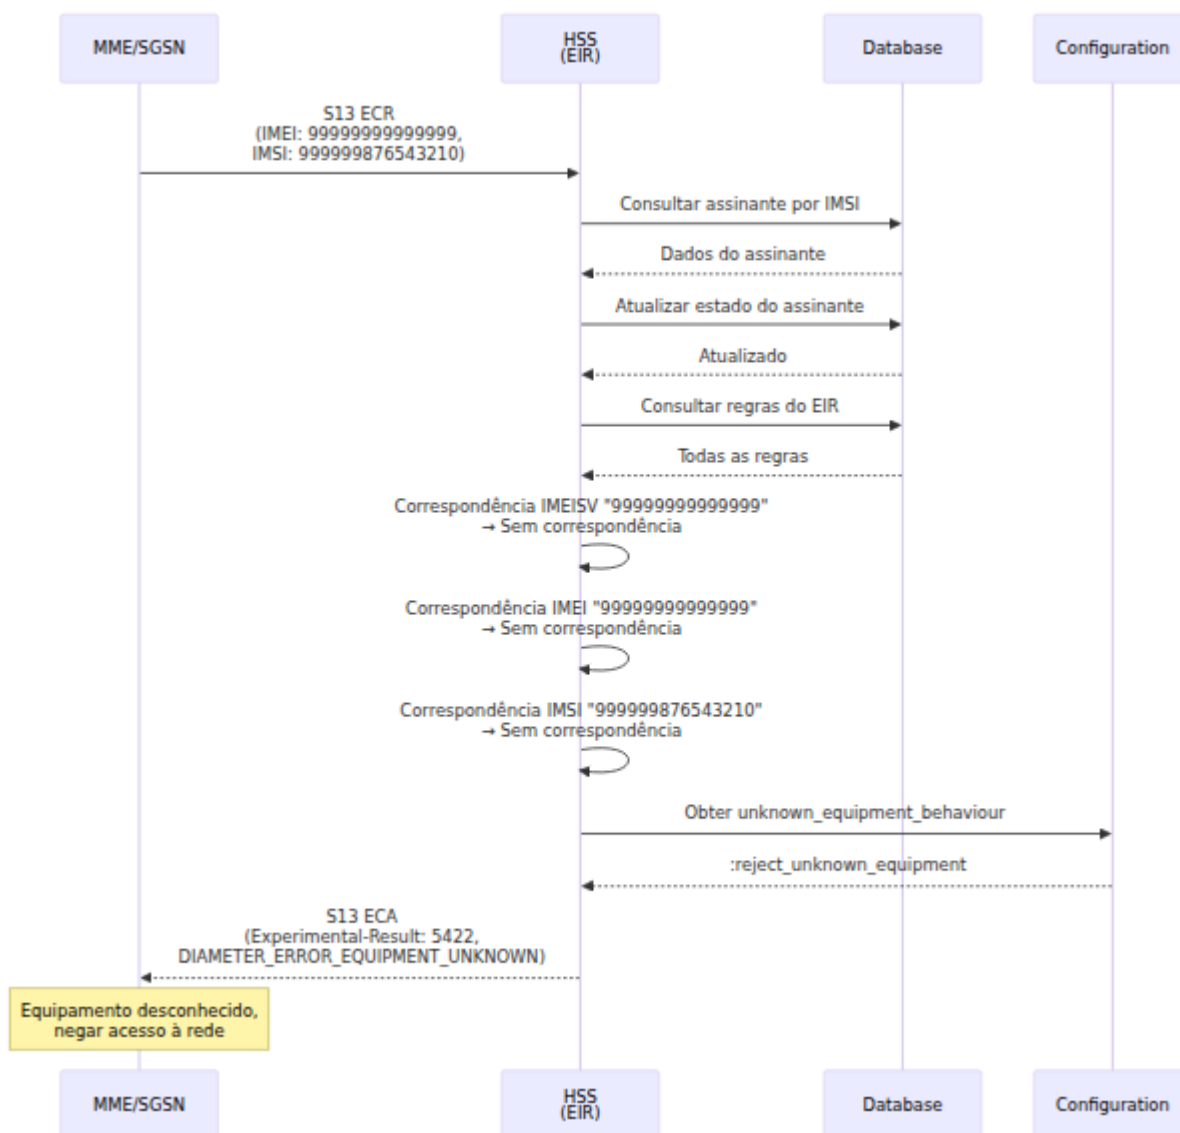 MME/SGSN
HSS
(EIR)
Database
Configuration
S13 ECR
(IMEI: 99999999999999,
IMSI: 999999876543210)
Consultar assinante por IMSI
Dados do assinante
Atualizar estado do assinante
Atualizado
Consultar regras do EIR
Todas as regras
Correspondência IMEISV "99999999999999"
→ Sem correspondência
Correspondência IMEI "99999999999999"
→ Sem correspondência
Correspondência IMSI "999999876543210"
→ Sem correspondência
Obter unknown_equipment_behaviour
:reject_unknown_equipment
S13 ECA
(Experimental-Result: 5422,
DIAMETER_ERROR_EQUIPMENT_UNKNOWN)
Equipamento desconhecido,
negar acesso à rede
MME/SGSN
HSS
(EIR)
Database
Configuration